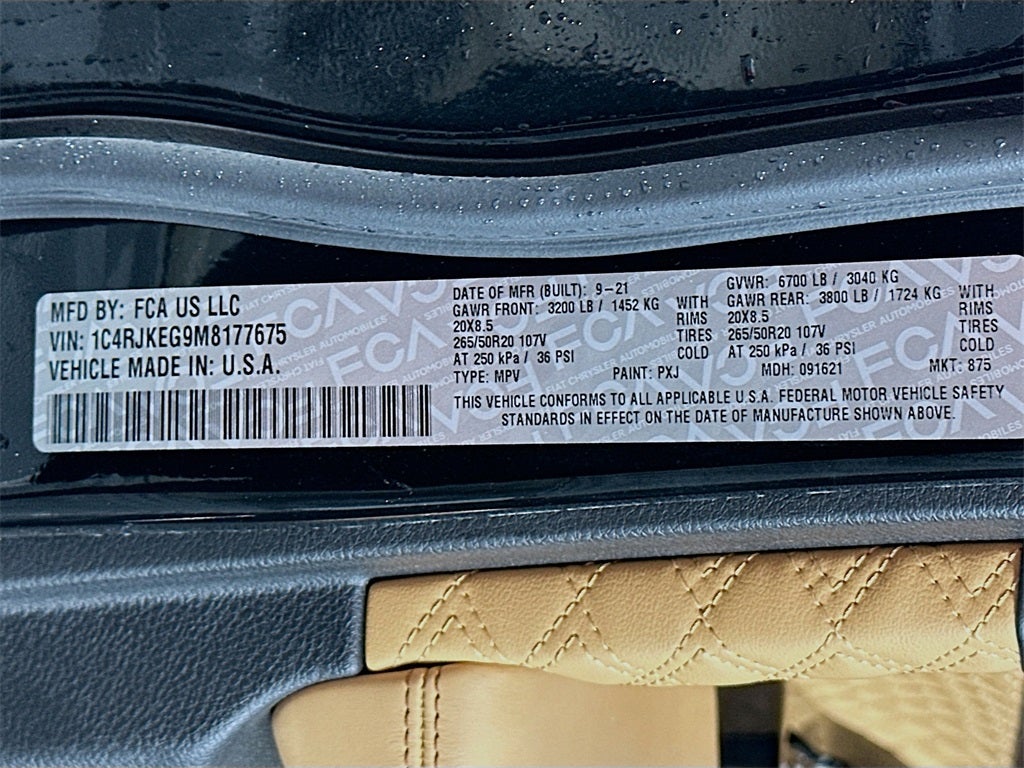 MFD BY: FCA US LLC
VIN: 1C4RJKEG9M8177675
VEHICLE MADE IN: U.S.A.
DATE OF MFR (BUILT): 9-21
GAWR FRONT: 3200 LB / 1452 KG WITH
20X8.5 RIMS
265/50R20 107V TIRES
AT 250 kPa / 36 PSI COLD
TYPE: MPV PAINT: PXJ
GVWR: 6700 LB / 3040 KG
GAWR REAR: 3800 LB / 1724 KG WITH
20X8.5 RIMS
265/50R20 107V TIRES
AT 250 kPa / 36 PSI COLD
MDH: 091621 MKT: 875
THIS VEHICLE CONFORMS TO ALL APPLICABLE U.S.A. FEDERAL MOTOR VEHICLE SAFETY
STANDARDS IN EFFECT ON THE DATE OF MANUFACTURE SHOWN ABOVE.